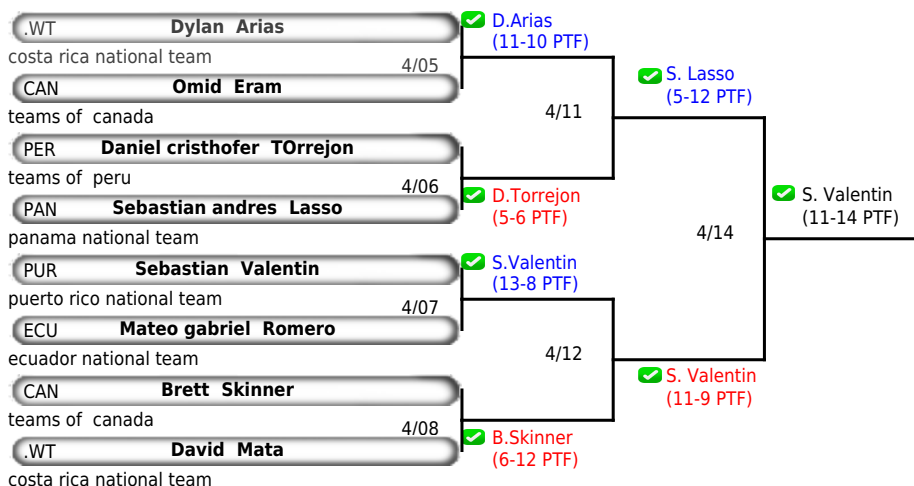 .WT Dylan Arias
costa rica national team
4/05
CAN Omid Eram
teams of canada
PER Daniel cristhofer TOrrejon
teams of peru
4/06
PAN Sebastian andres Lasso
panama national team
PUR Sebastian Valentin
puerto rico national team
4/07
ECU Mateo gabriel Romero
ecuador national team
CAN Brett Skinner
teams of canada
4/08
.WT David Mata
costa rica national team
D.Arias
(11-10 PTF)
4/11
D.Torrejon
(5-6 PTF)
S.Valentin
(13-8 PTF)
4/12
B.Skinner
(6-12 PTF)
S. Lasso
(5-12 PTF)
4/14
S. Valentin
(11-9 PTF)
S. Valentin
(11-14 PTF)